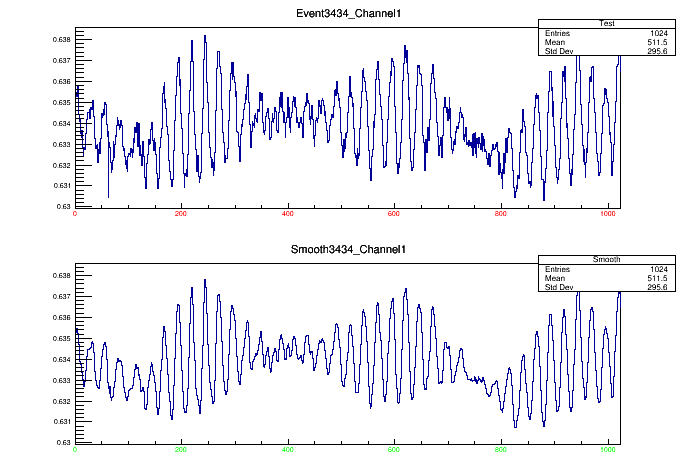 Event3434_Channel1
Test
Entries 1024
Mean 511.5
Std Dev 295.6
0.638
0.637
0.636
0.635
0.634
0.633
0.632
0.631
0.63
0 200 400 600 800 1000
Smooth3434_Channel1
Smooth
Entries 1024
Mean 511.5
Std Dev 295.6
0.638
0.637
0.636
0.635
0.634
0.633
0.632
0.631
0.63
0 200 400 600 800 1000